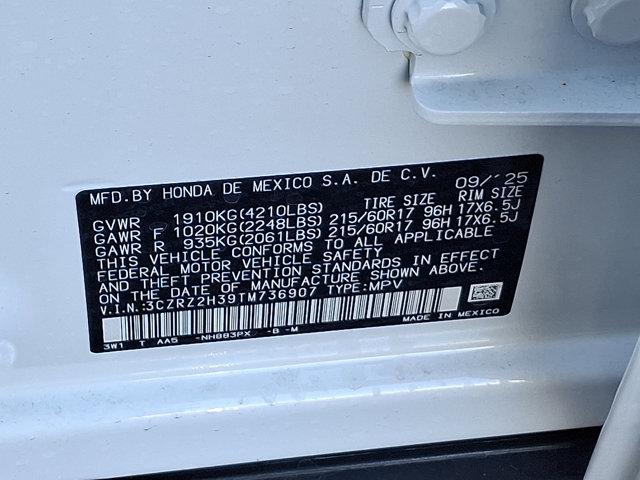 MFD.BY HONDA DE MEXICO S.A. DE C.V. 09/'25
TIRE SIZE RIM SIZE
GVWR 1910KG(4210LBS)
GAWR F 1020KG(2248LBS) 215/60R17 96H 17X6.5J
GAWR R 935KG(2061LBS) 215/60R17 96H 17X6.5J
THIS VEHICLE CONFORMS TO ALL APPLICABLE
FEDERAL MOTOR VEHICLE SAFETY
AND THEFT PREVENTION STANDARDS IN EFFECT
ON THE DATE OF MANUFACTURE SHOWN ABOVE.
V.I.N.:3CZRZ2H39TM736907 TYPE:MPV
MADE IN MEXICO
3W1 T AA5 -NH883PX -B -M